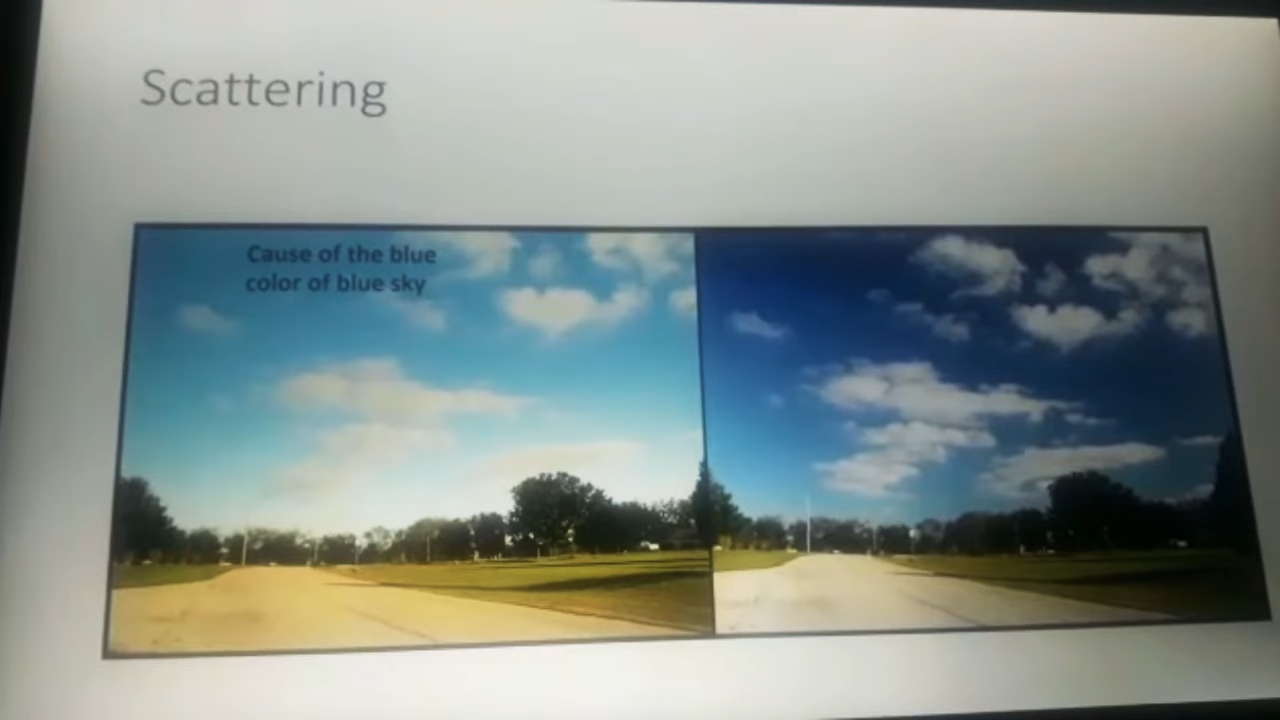 Scattering
Cause of the blue
color of blue sky